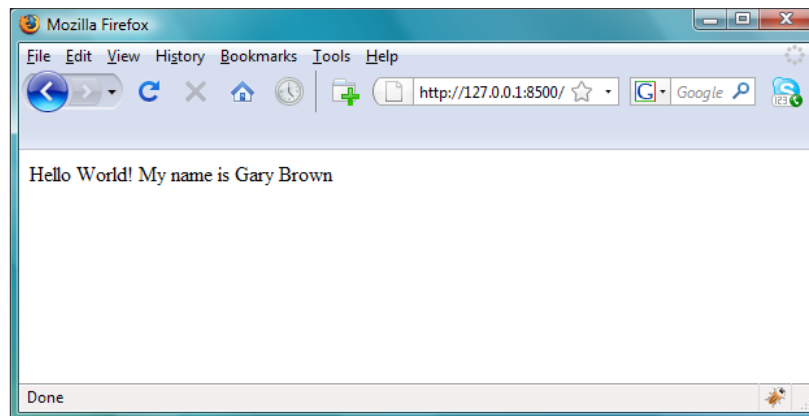 Mozilla Firefox
File Edit View History Bookmarks Tools Help
http://127.0.0.1:8500/ G Google 123
Hello World! My name is Gary Brown
Done